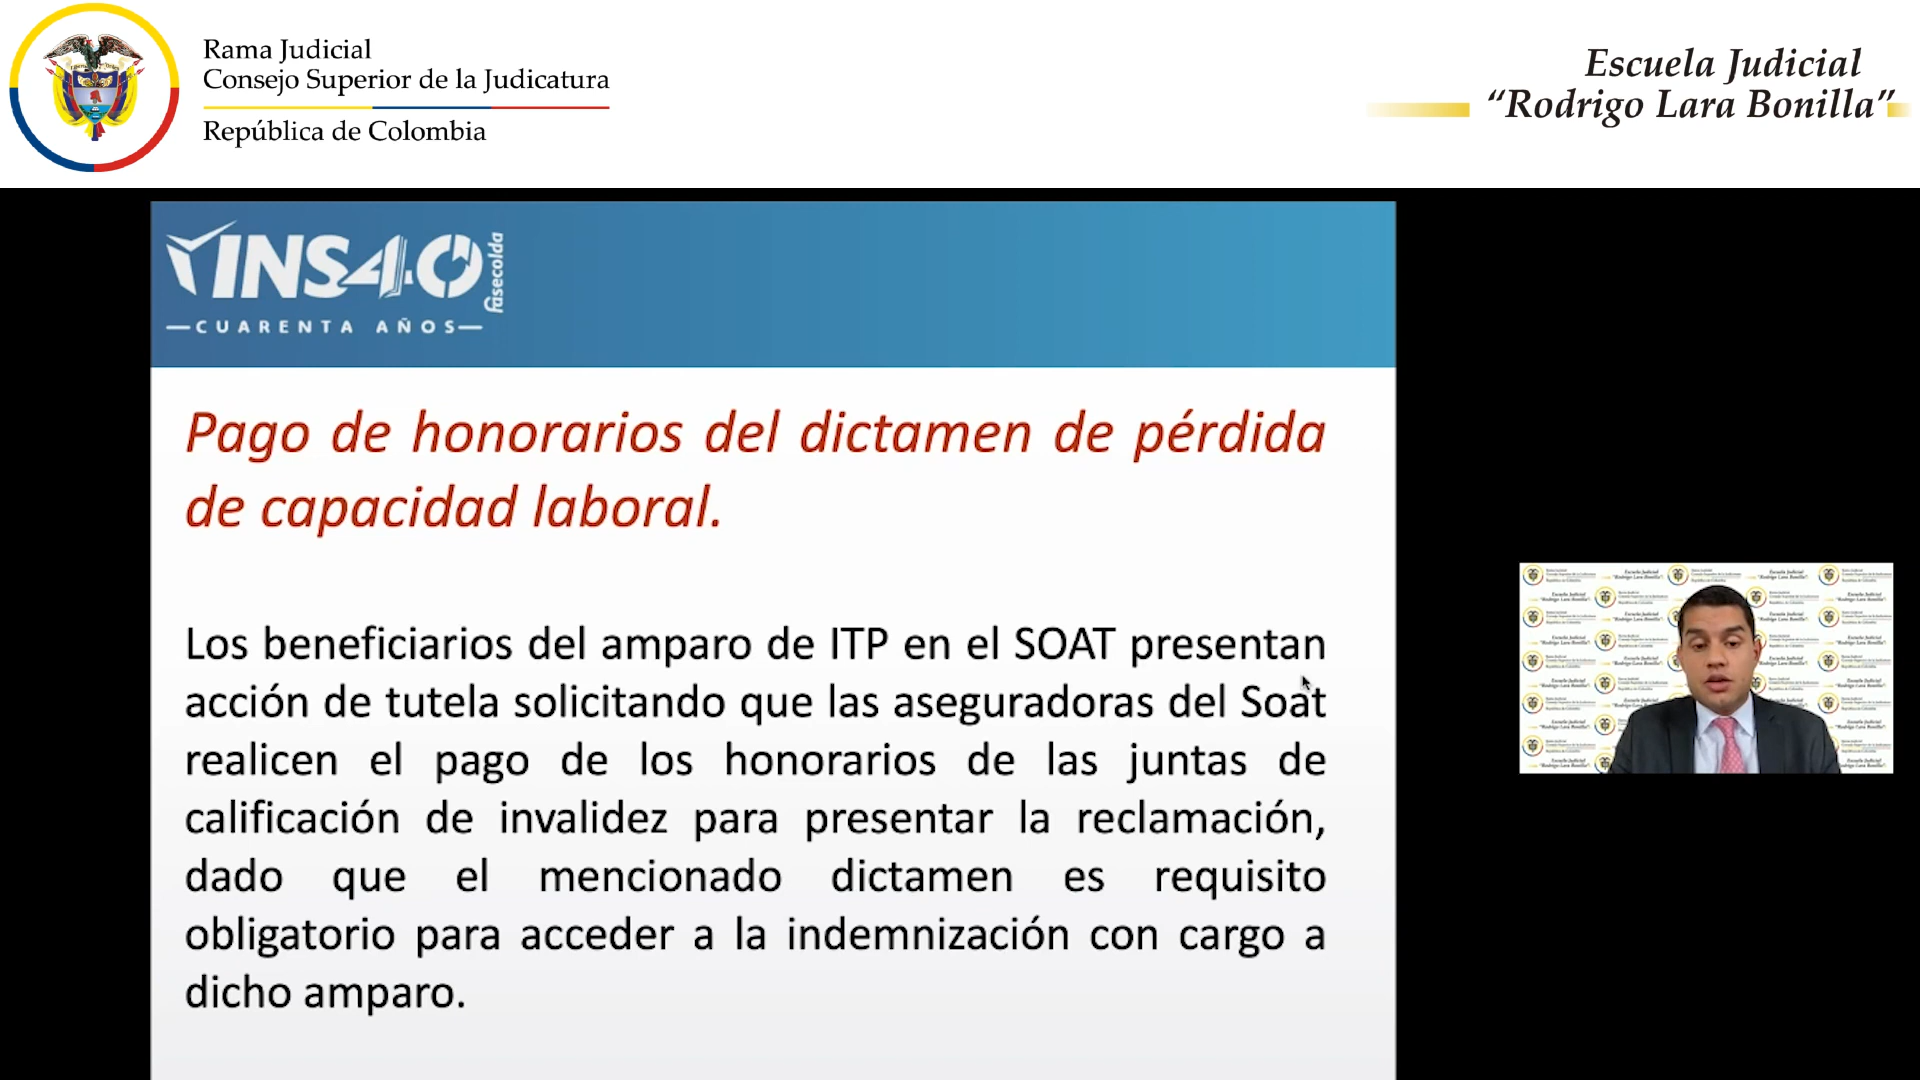 Rama Judicial
Consejo Superior de la Judicatura
República de Colombia
Escuela Judicial
“Rodrigo Lara Bonilla”
INS4.0
fasecolda
CUARENTA AÑOS
Pago de honorarios del dictamen de pérdida
de capacidad laboral.
Los beneficiarios del amparo de ITP en el SOAT presentan
acción de tutela solicitando que las aseguradoras del Soat
realicen el pago de los honorarios de las juntas de
calificación de invalidez para presentar la reclamación,
dado que el mencionado dictamen es requisito
obligatorio para acceder a la indemnización con cargo a
dicho amparo.